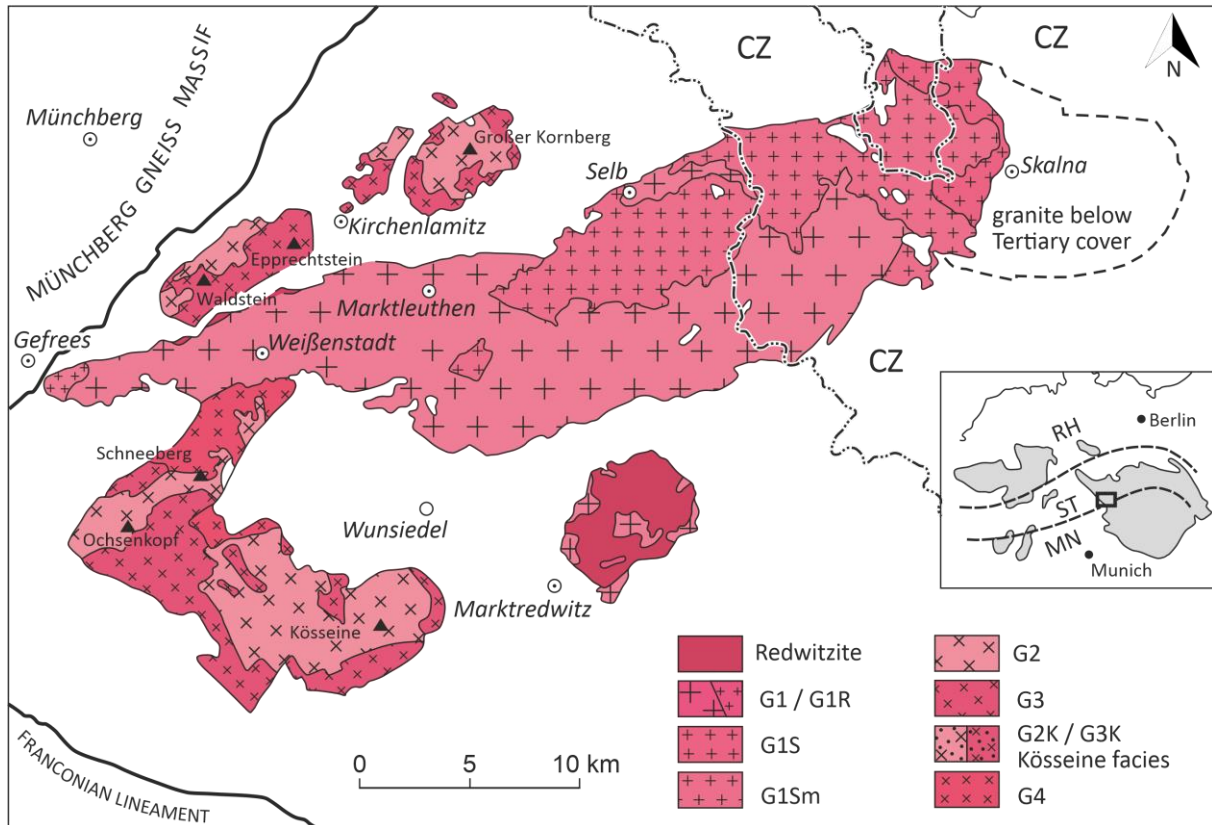 CZ
CZ
N
Münchberg
MÜNCHBERG GNEISS MASSIF
Großer Kornberg
Selb
Skalna
Kirchenlamitz
granite below
Tertiary cover
Epprechtstein
Waldstein
Marktleuthen
Gefrees
Weißenstadt
CZ
Schneeberg
Ochsenkopf
Wunsiedel
Marktredwitz
Kösseine
FRANCONIAN LINEAMENT
0 5 10 km
Berlin
RH
ST
MN
Munich
Redwitzite
G1 / G1R
G1S
G1Sm
G2
G3
G2K / G3K
Kösseine facies
G4